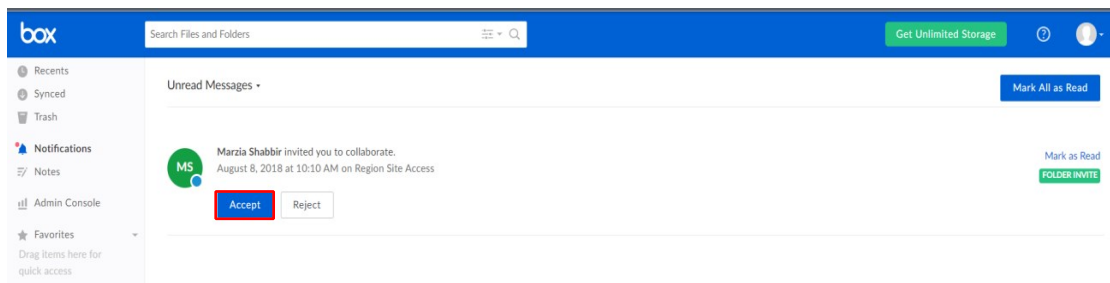 box
Search Files and Folders
Get Unlimited Storage
?
Recents
Synced
Trash
Notifications
Notes
Admin Console
Favorites
Drag items here for
quick access
Unread Messages
Mark All as Read
MS
Marzia Shabbir invited you to collaborate.
August 8, 2018 at 10:10 AM on Region Site Access
Accept
Reject
Mark as Read
FOLDER INVITE